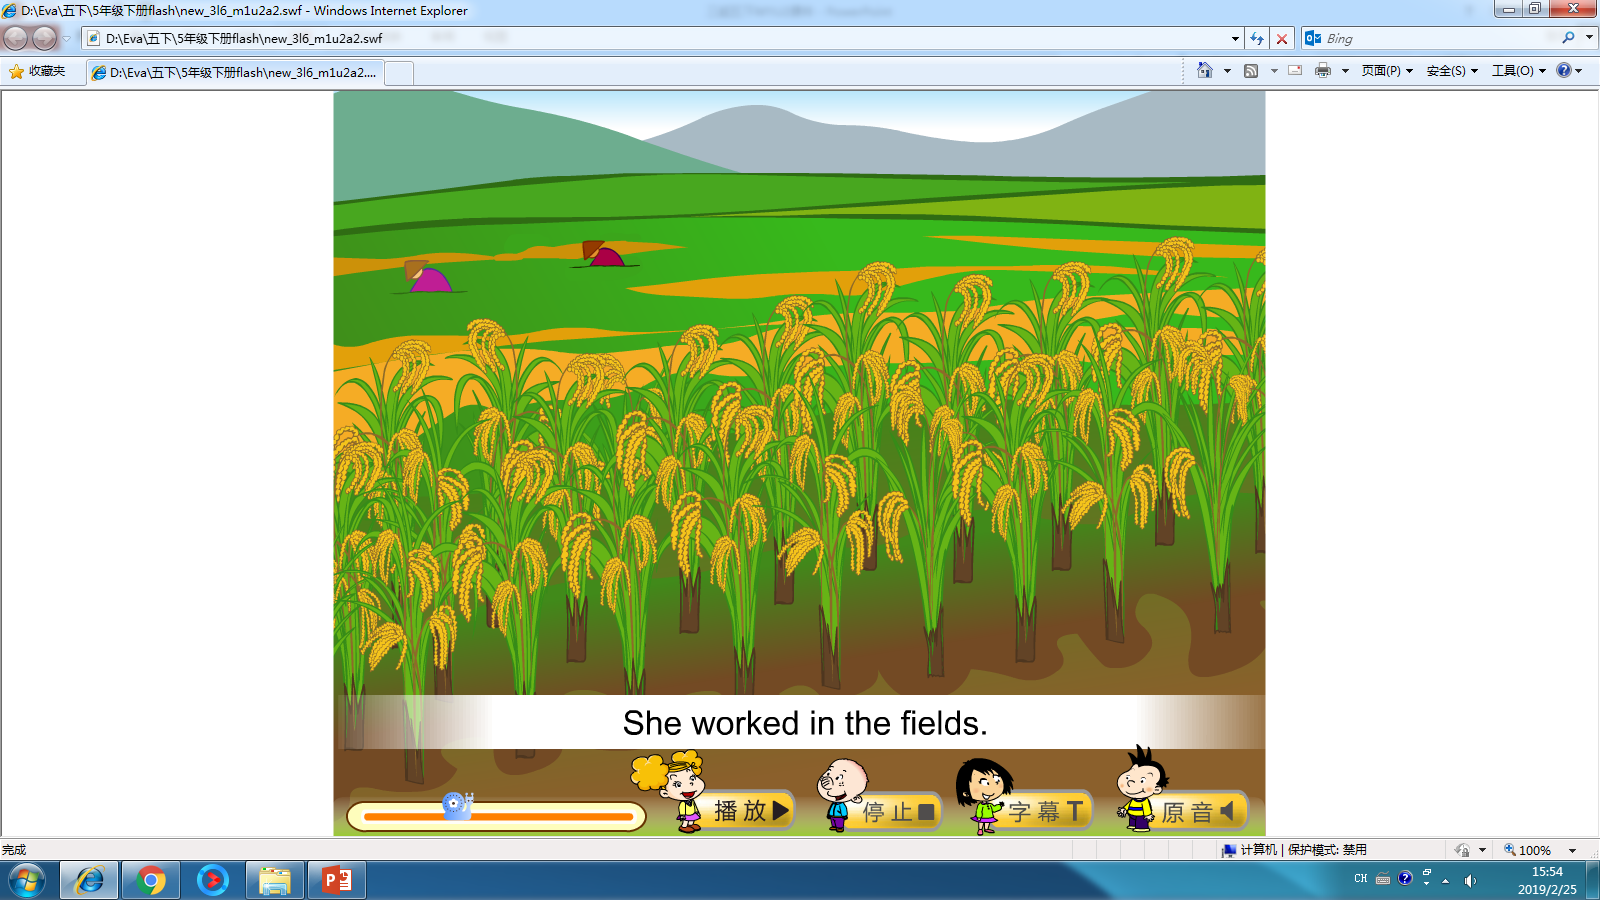 D:\Eva\五下\5年级下册flash\new_3l6_m1u2a2.swf - Windows Internet Explorer
D:\Eva\五下\5年级下册flash\new_3l6_m1u2a2.swf
Bing
收藏夹
D:\Eva\五下\5年级下册flash\new_3l6_m1u2a2....
页面(P)
安全(S)
工具(O)
She worked in the fields.
播放
停止
字幕T
原音
完成
计算机 | 保护模式: 禁用
100%
CH
15:54
2019/2/25